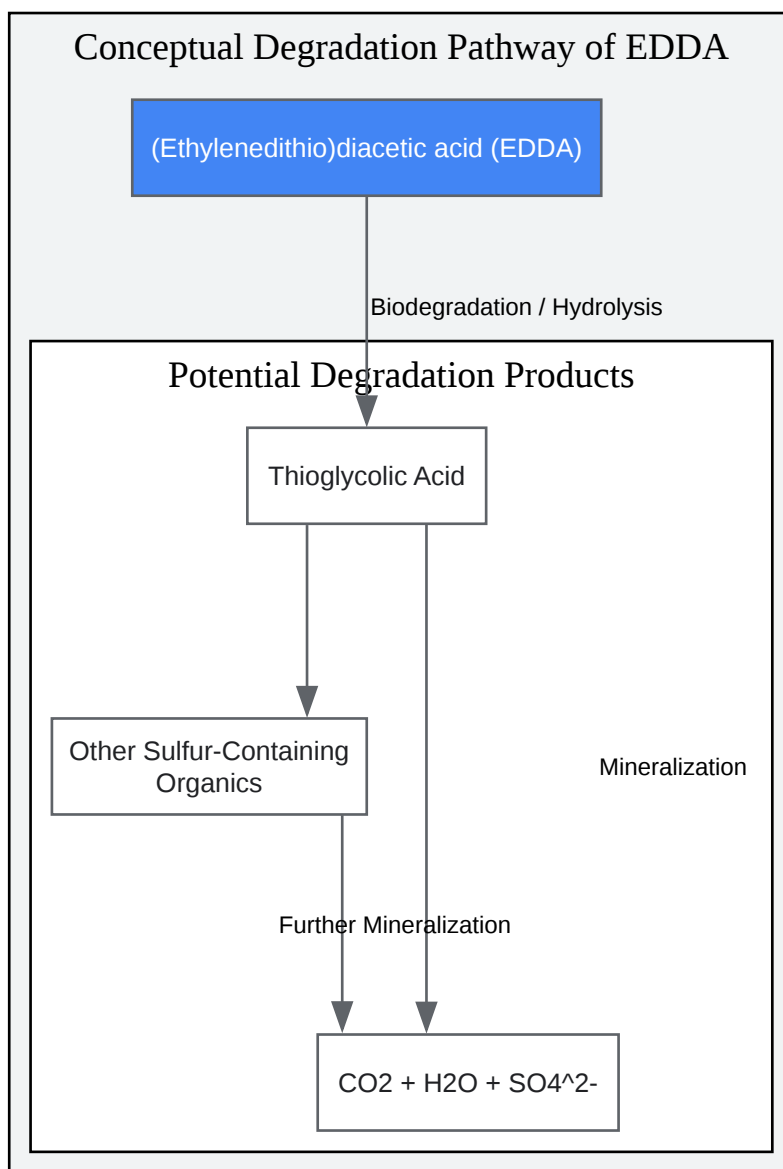 Conceptual Degradation Pathway of EDDA
(Ethylenedithio)diacetic acid (EDDA)
Biodegradation / Hydrolysis
Potential Degradation Products
Thioglycolic Acid
Other Sulfur-Containing
Organics
Mineralization
Further Mineralization
CO2 + H2O + SO4^2-